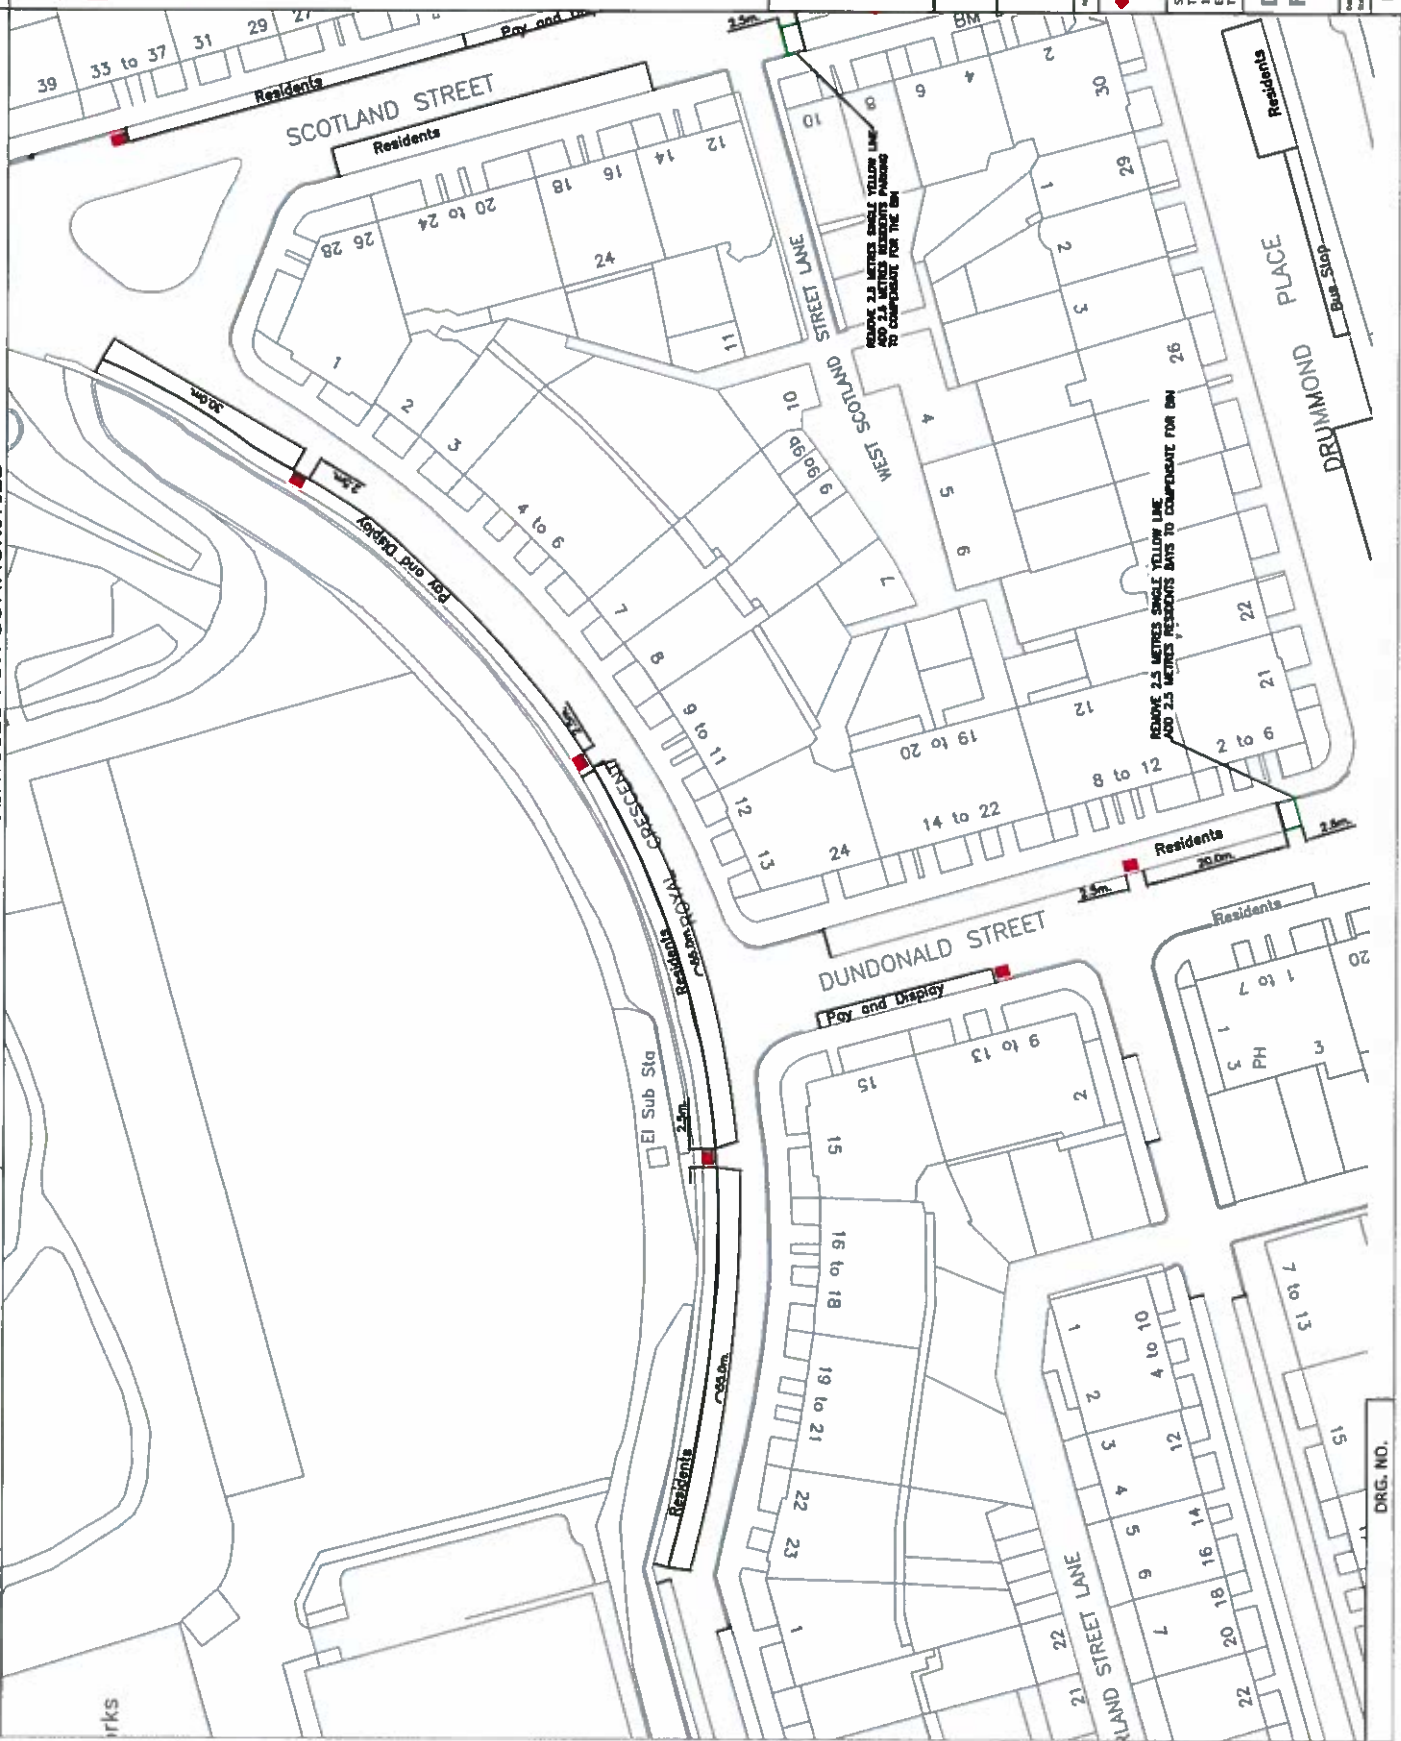 39
33 to 37
31
29
27
Residents
Pay and
SCOTLAND STREET
Residents
2.5m.
BM
28
26
24 to 20
18
16
14
12
24
11
10
8
6
4
2
30
29
1
2
3
26
REMOVE 2.5 METRES SINGLE YELLOW LINE
ADD 2.5 METRES RESIDENTS PARKING
TO COMPENSATE FOR THE BIN
WEST SCOTLAND STREET LANE
DRUMMOND PLACE
Residents
Bus Stop
30.0m.
2.5m.
Pay and Display
1
2
3
4 to 6
7
8
9 to 11
12
13
10
9b
9a
9
7
4
5
6
22
21
REMOVE 2.5 METRES SINGLE YELLOW LINE
ADD 2.5 METRES RESIDENTS BAYS TO COMPENSATE FOR BIN
2.5m.
ROYAL CRESCENT
Residents
20 to 19
12
14 to 22
8 to 12
2 to 6
24
Residents
20.0m.
2.5m.
2.5m.
DUNDONALD STREET
Pay and Display
Residents
15
9 to 13
2
1 to 7
20
1
3
PH
3
El Sub Sta
2.5m.
15
16 to 18
19 to 21
22
23
1
Residents
1
2
3
4
5
6
7
4 to 10
12
14
16
18
20
22
7 to 13
15
22
21
RLAND STREET LANE
rks
DRG. NO.